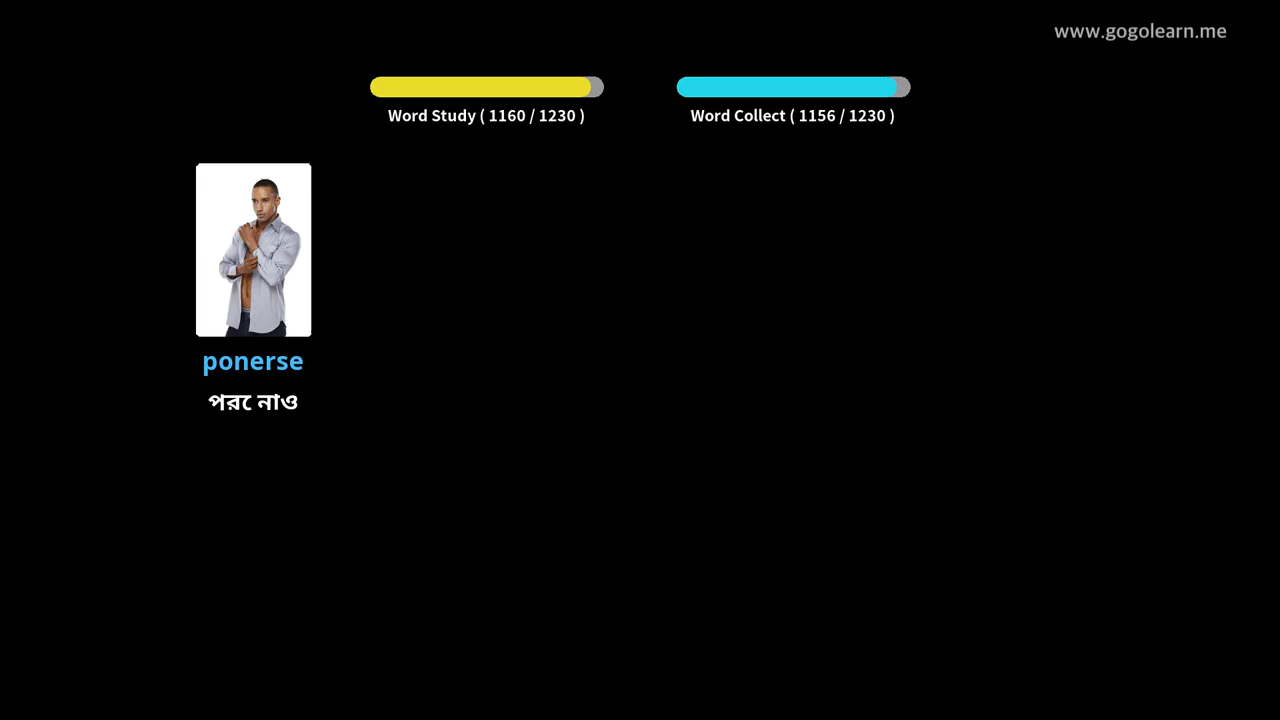 www.gogolearn.me
Word Study ( 1160 / 1230 )
Word Collect ( 1156 / 1230 )
ponerse
পরে নাও